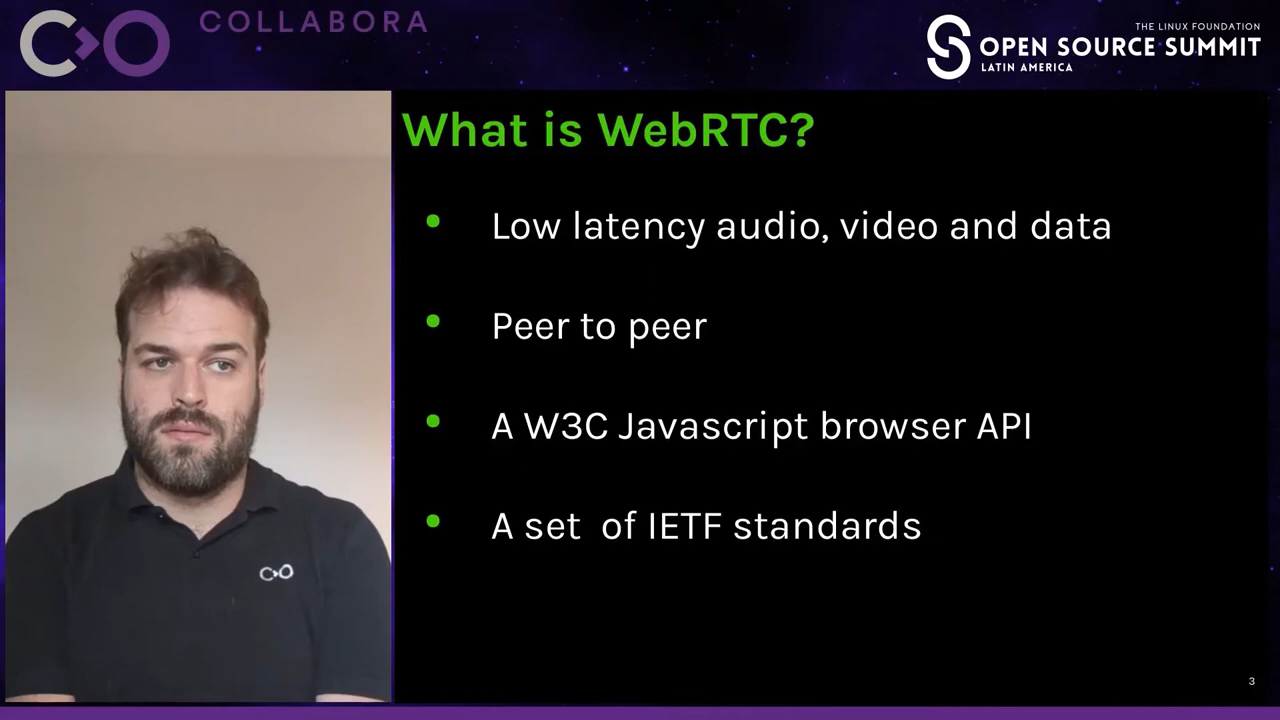 COLLABORA
THE LINUX FOUNDATION
OPEN SOURCE SUMMIT
LATIN AMERICA
What is WebRTC?
Low latency audio, video and data
Peer to peer
A W3C Javascript browser API
A set of IETF standards
3